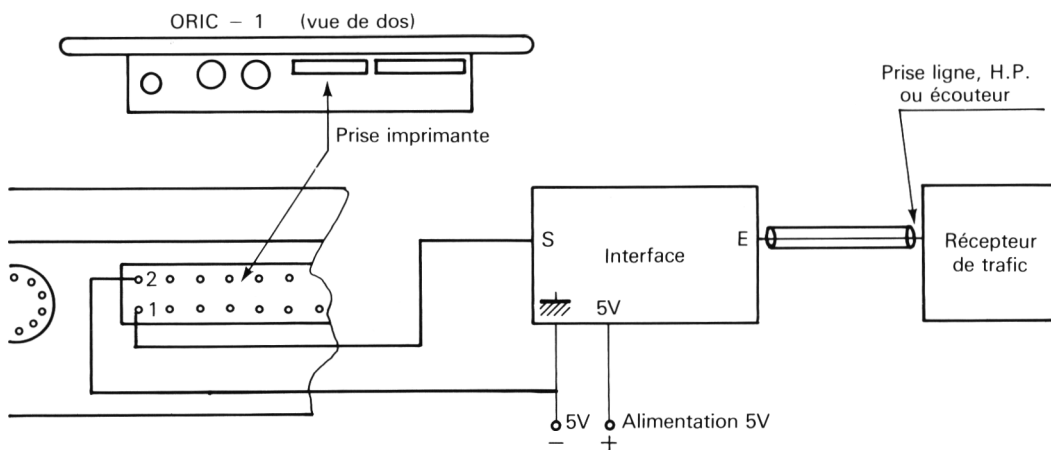 ORIC – 1 (vue de dos)
Prise imprimante
Prise ligne, H.P.
ou écouteur
2
1
S
Interface
E
5V
Récepteur
de trafic
5V
Alimentation 5V
–
+